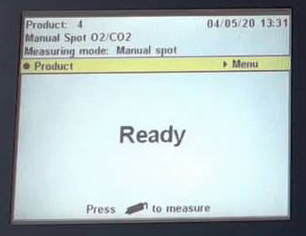 Product: 4 04/05/20 13:31
Manual Spot O2/CO2
Measuring mode: Manual spot
Product Menu
Ready
Press to measure